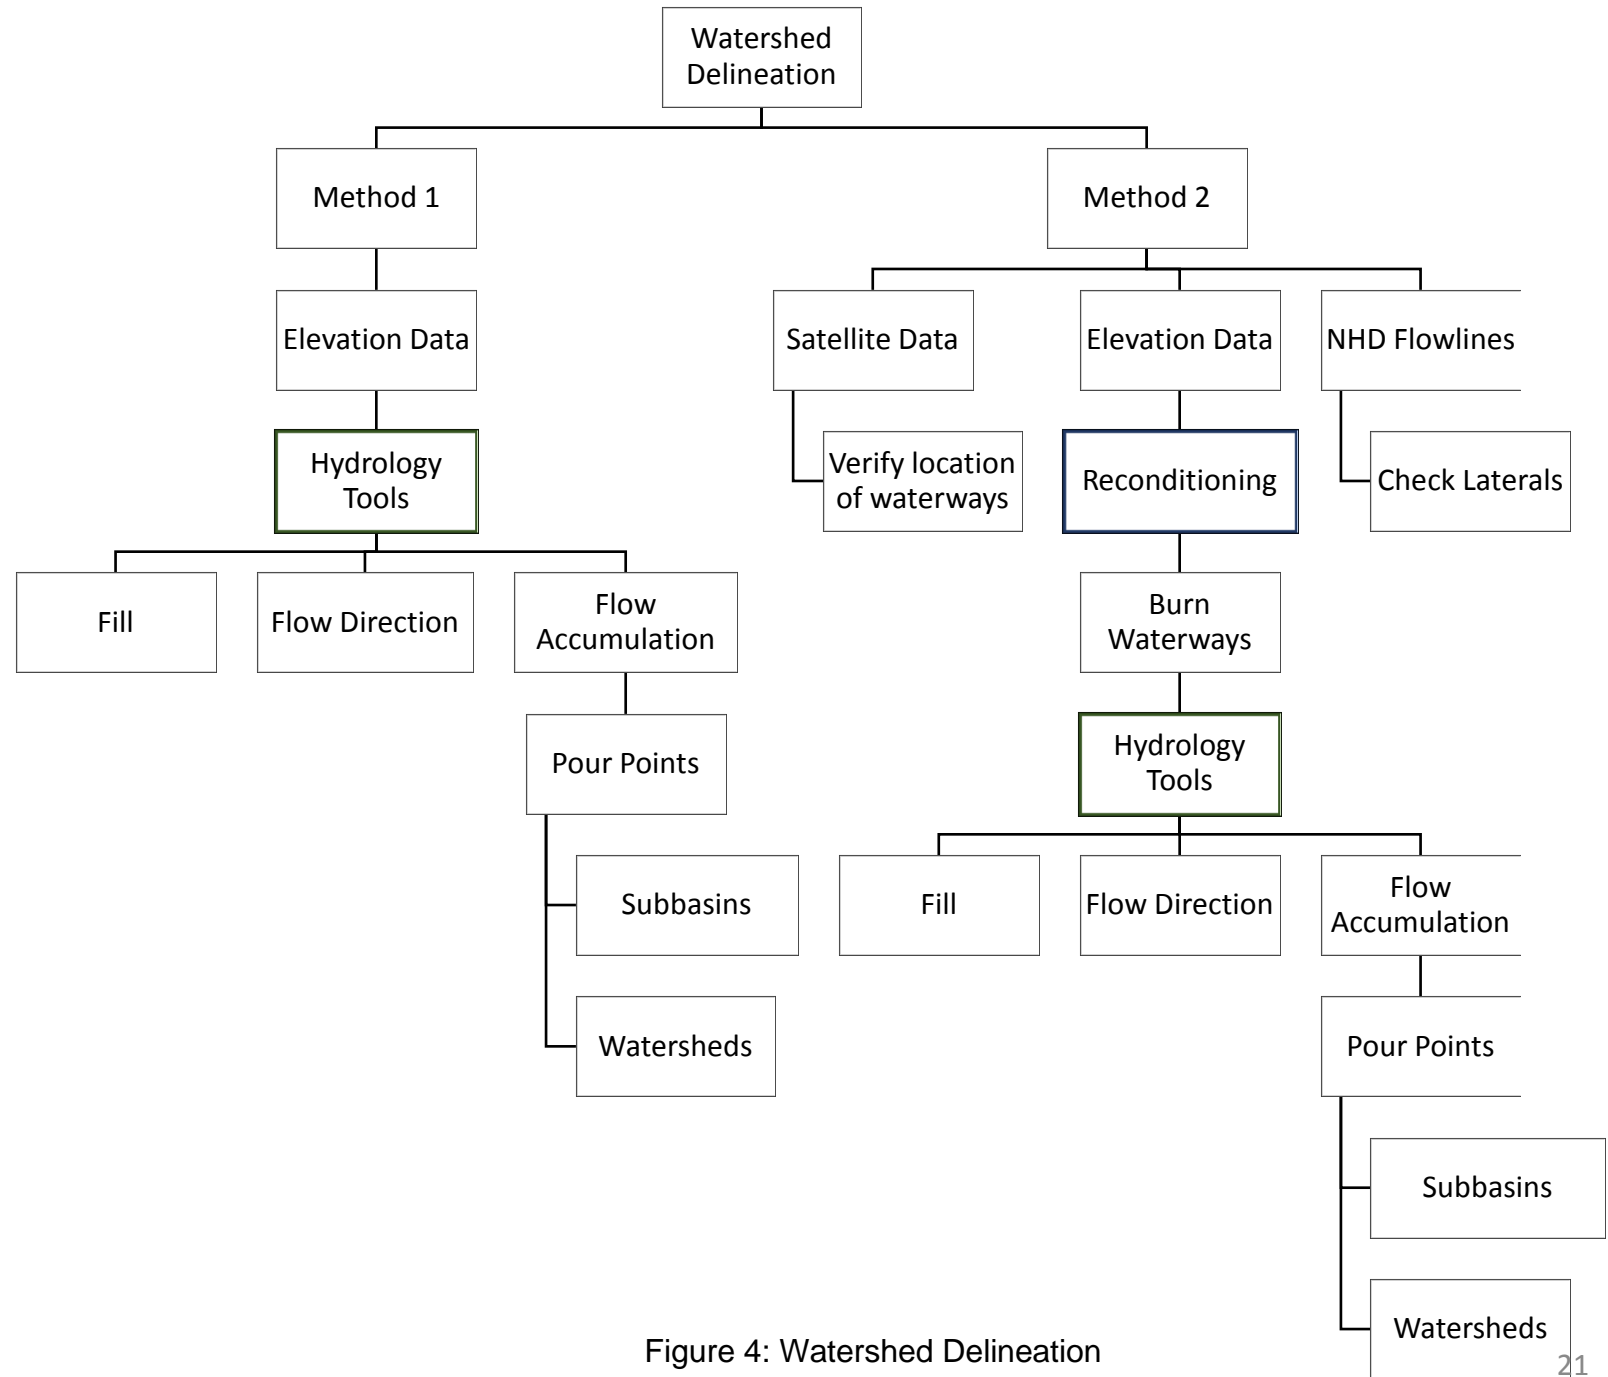 Watershed
Delineation
Method 1
Method 2
Elevation Data
Satellite Data
Elevation Data
NHD Flowlines
Hydrology
Tools
Verify location
of waterways
Reconditioning
Check Laterals
Fill
Flow Direction
Flow
Accumulation
Burn
Waterways
Pour Points
Hydrology
Tools
Subbasins
Fill
Flow Direction
Flow
Accumulation
Watersheds
Pour Points
Subbasins
Watersheds
Figure 4: Watershed Delineation
21